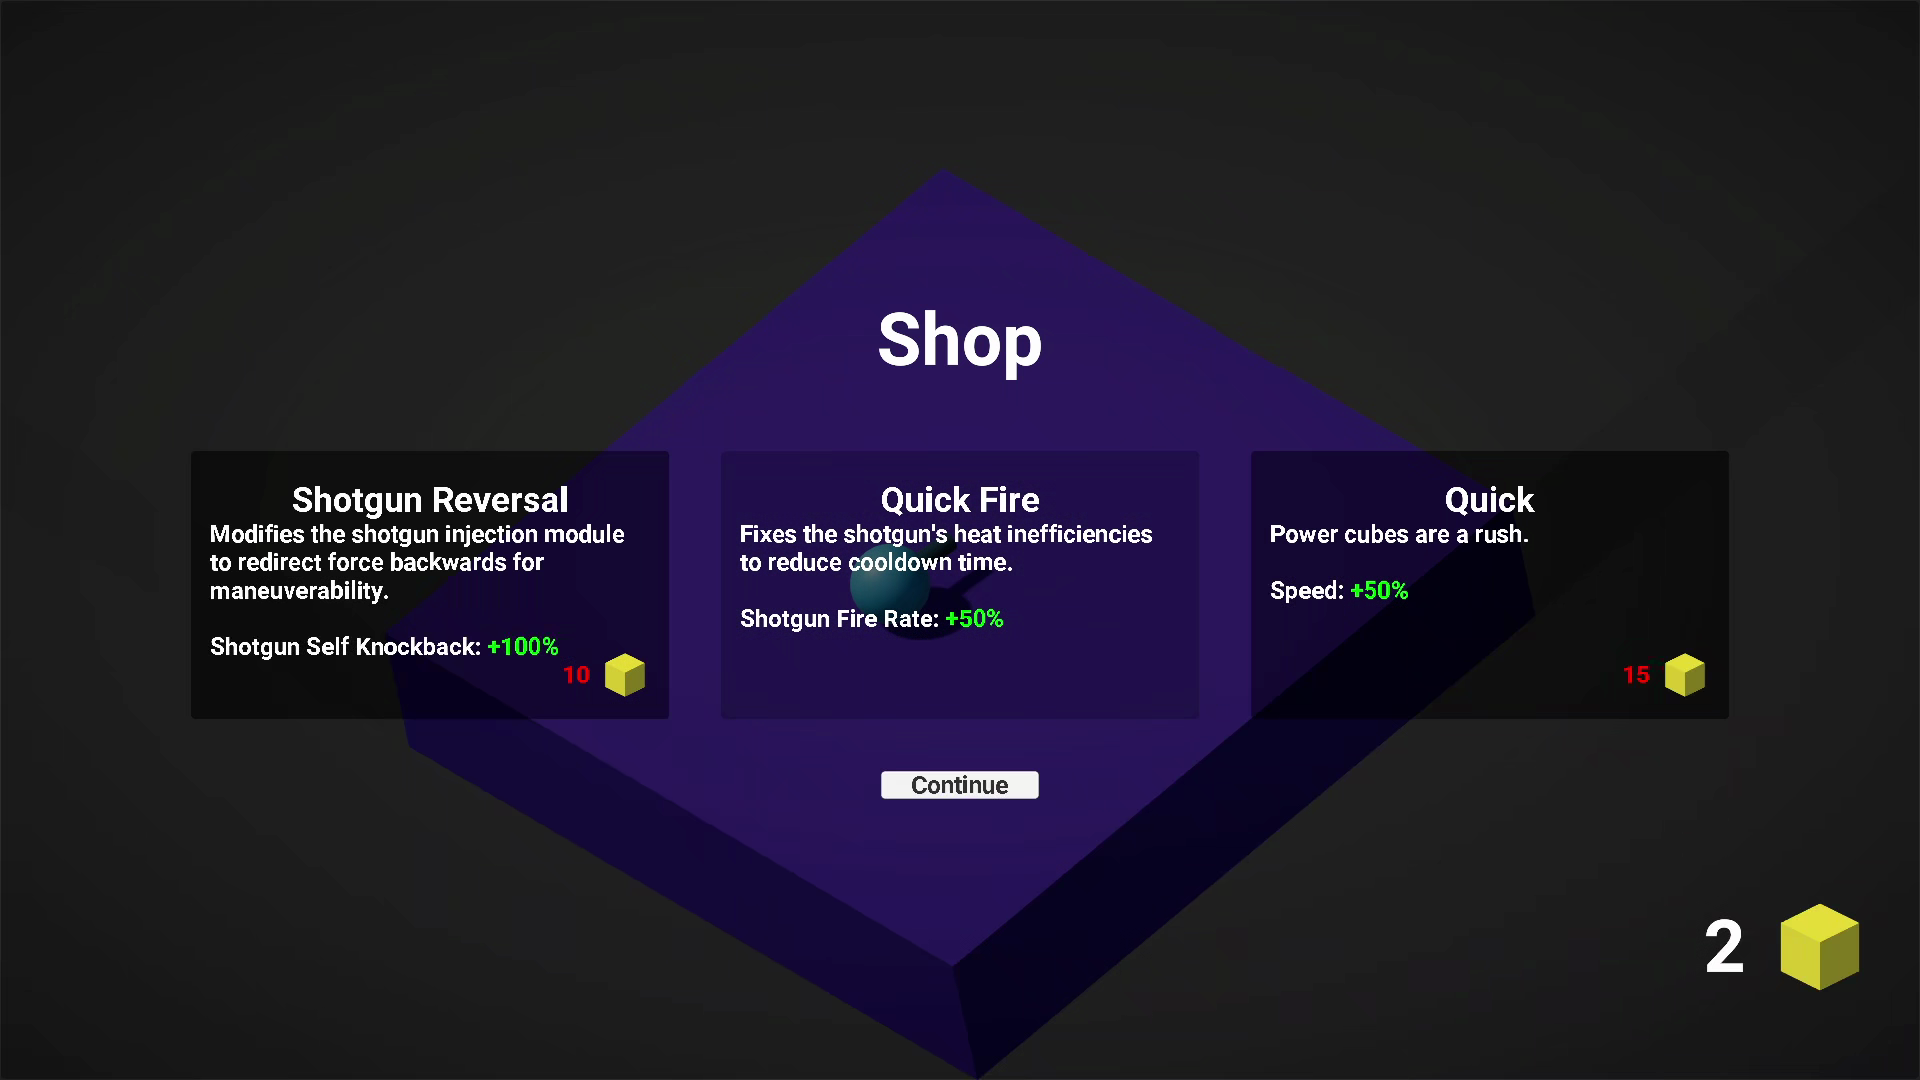 Shop
Shotgun Reversal
Modifies the shotgun injection module
to redirect force backwards for
maneuverability.
Shotgun Self Knockback: +100%
10
Quick Fire
Fixes the shotgun's heat inefficiencies
to reduce cooldown time.
Shotgun Fire Rate: +50%
Quick
Power cubes are a rush.
Speed: +50%
15
Continue
2